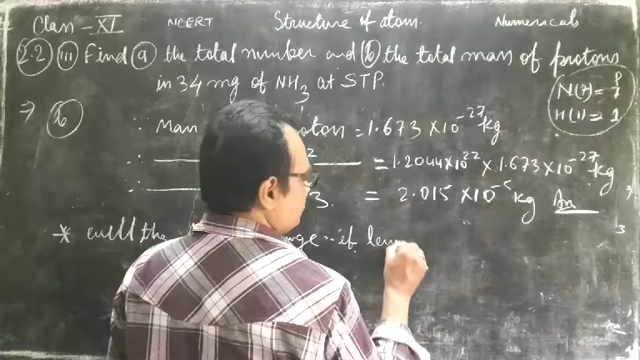 Class - XI NCERT Structure of atom. Numericals
2.2 (iii) Find (a) the total number and (b) the total mass of protons
in 34 mg of NH3 at STP.
N(7) = 7
H(1) = 1
⇒ (b) ∵ Mass oton = 1.673 × 10^-27 kg
∴ = 1.2044 × 10^22 × 1.673 × 10^-27 kg
∴ = 2.015 × 10^-5 kg Ans
* will the nge if